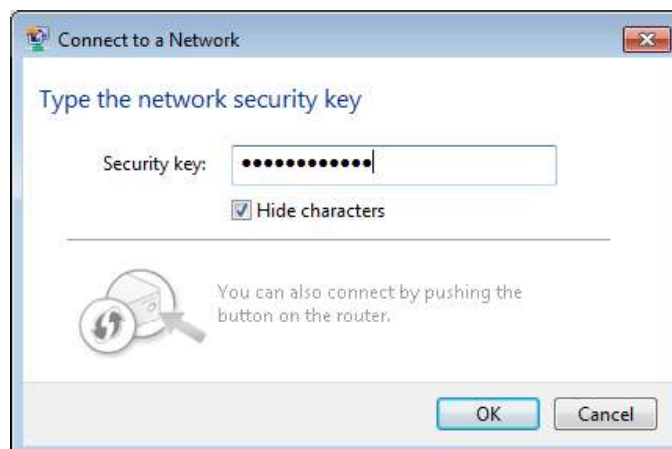 Connect to a Network
Type the network security key
Security key: ●●●●●●●●●●●●
Hide characters
You can also connect by pushing the
button on the router.
OK Cancel